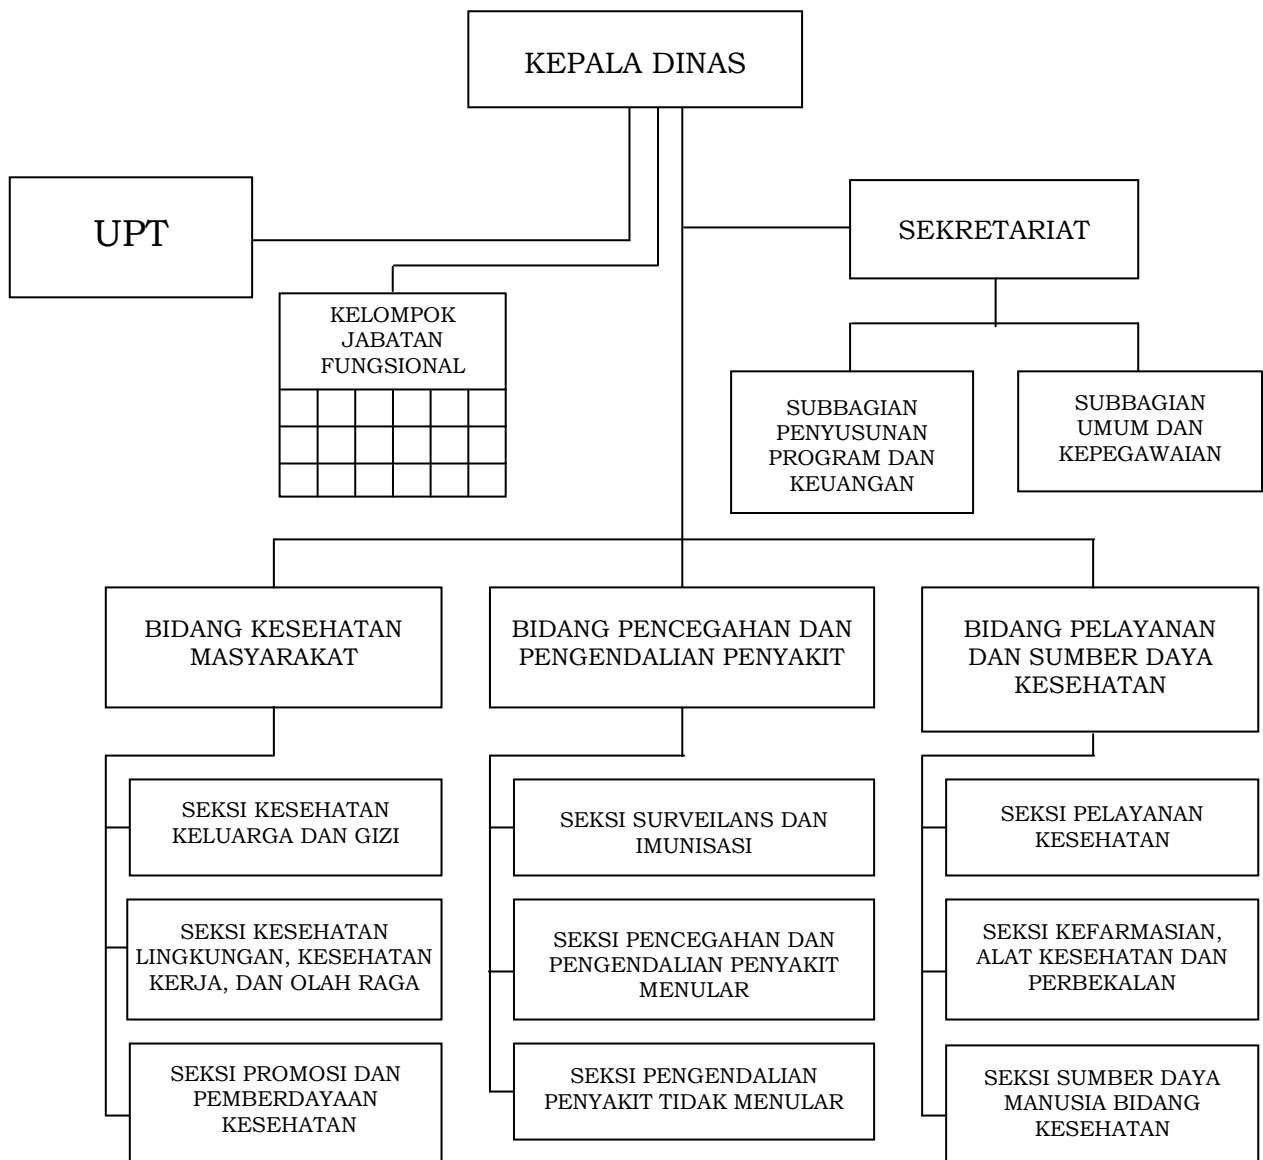 KEPALA DINAS
UPT
SEKRETARIAT
KELOMPOK
JABATAN
FUNGSIONAL
SUBBAGIAN
PENYUSUNAN
PROGRAM DAN
KEUANGAN
SUBBAGIAN
UMUM DAN
KEPEGAWAIAN
BIDANG KESEHATAN
MASYARAKAT
BIDANG PENCEGAHAN DAN
PENGENDALIAN PENYAKIT
BIDANG PELAYANAN
DAN SUMBER DAYA
KESEHATAN
SEKSI KESEHATAN
KELUARGA DAN GIZI
SEKSI KESEHATAN
LINGKUNGAN, KESEHATAN
KERJA, DAN OLAH RAGA
SEKSI PROMOSI DAN
PEMBERDAYAAN
KESEHATAN
SEKSI SURVEILANS DAN
IMUNISASI
SEKSI PENCEGAHAN DAN
PENGENDALIAN PENYAKIT
MENULAR
SEKSI PENGENDALIAN
PENYAKIT TIDAK MENULAR
SEKSI PELAYANAN
KESEHATAN
SEKSI KEFARMASIAN,
ALAT KESEHATAN DAN
PERBEKALAN
SEKSI SUMBER DAYA
MANUSIA BIDANG
KESEHATAN